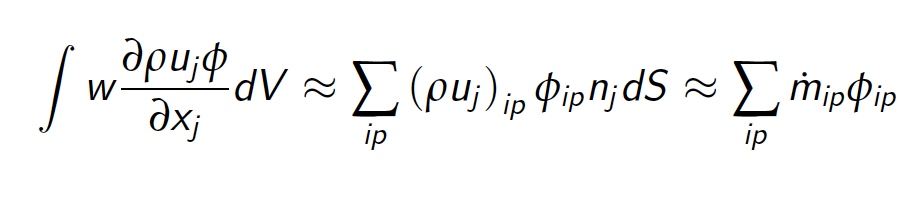 ∫ w ∂ρu_jϕ/∂x_j dV ≈ ∑_ip (ρu_j)_ip ϕ_ip n_j dS ≈ ∑_ip ṁ_ip ϕ_ip